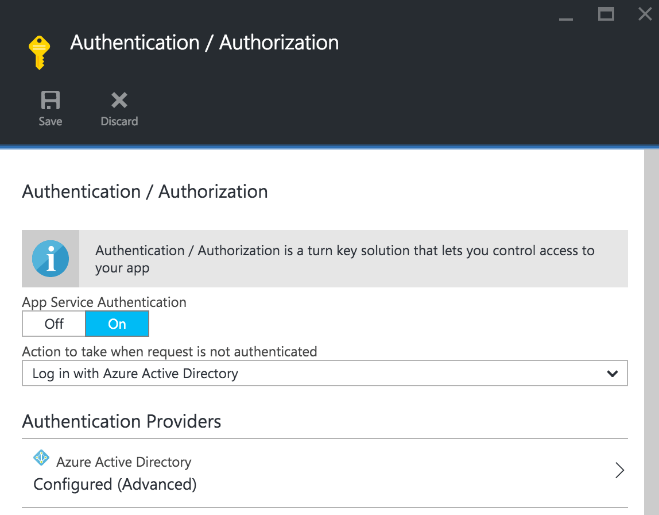 Authentication / Authorization
Save
Discard
Authentication / Authorization
Authentication / Authorization is a turn key solution that lets you control access to
your app
App Service Authentication
Off
On
Action to take when request is not authenticated
Log in with Azure Active Directory
Authentication Providers
Azure Active Directory
Configured (Advanced)